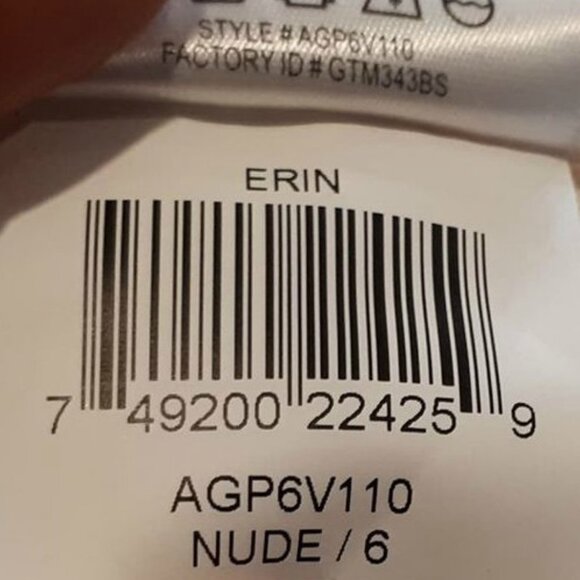 STYLE # AGP6V110
FACTORY ID # GTM343BS
ERIN
7 49200 22425 9
AGP6V110
NUDE / 6